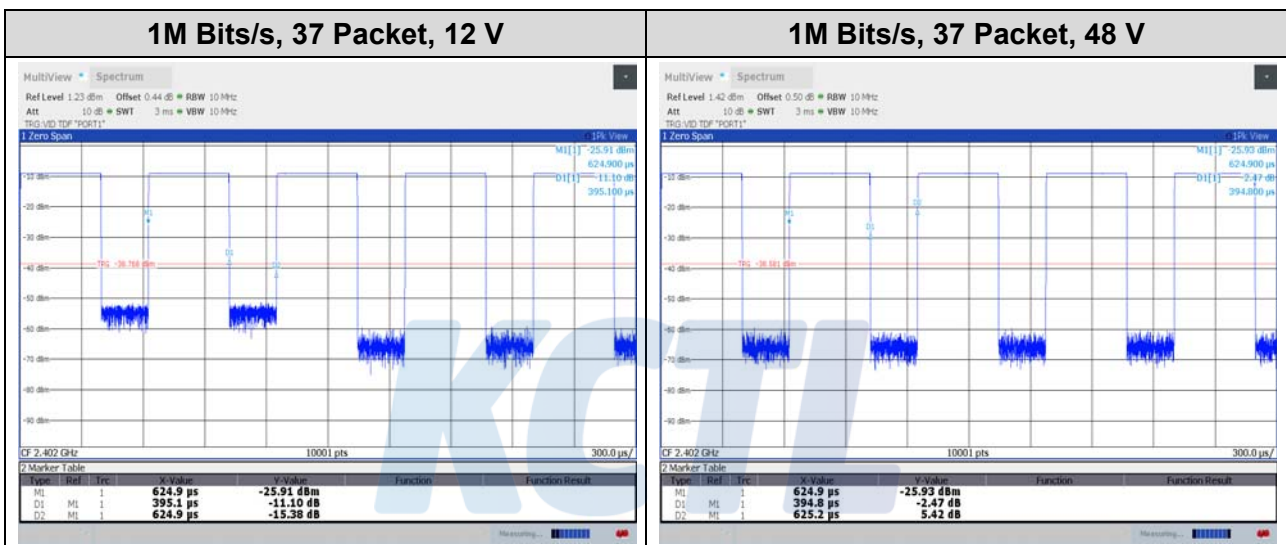 1M Bits/s, 37 Packet, 12 V
MultiView Spectrum
Ref Level 1.23 dBm Offset 0.44 dB RBW 10 MHz
Att 10 dB SWT 3 ms VBW 10 MHz
TRG:VID TDF "PORT1"
1 Zero Span 1Pk View
M1[1] -25.91 dBm
624.900 µs
D1[1] -11.10 dB
395.100 µs
-10 dBm
-20 dBm
M1
-30 dBm
D1
D2
TRG -38.768 dBm
-40 dBm
-50 dBm
-60 dBm
-70 dBm
-80 dBm
-90 dBm
CF 2.402 GHz 10001 pts 300.0 µs/
2 Marker Table
Type Ref Trc X-Value Y-Value Function Function Result
M1 1 624.9 µs -25.91 dBm
D1 M1 1 395.1 µs -11.10 dB
D2 M1 1 624.9 µs -15.38 dB
Measuring...
1M Bits/s, 37 Packet, 48 V
MultiView Spectrum
Ref Level 1.42 dBm Offset 0.50 dB RBW 10 MHz
Att 10 dB SWT 3 ms VBW 10 MHz
TRG:VID TDF "PORT1"
1 Zero Span 1Pk View
M1[1] -25.93 dBm
624.900 µs
D1[1] -2.47 dB
394.800 µs
-10 dBm
-20 dBm
D2
M1
D1
-30 dBm
TRG -38.581 dBm
-40 dBm
-50 dBm
-60 dBm
-70 dBm
-80 dBm
-90 dBm
CF 2.402 GHz 10001 pts 300.0 µs/
2 Marker Table
Type Ref Trc X-Value Y-Value Function Function Result
M1 1 624.9 µs -25.93 dBm
D1 M1 1 394.8 µs -2.47 dB
D2 M1 1 625.2 µs 5.42 dB
Measuring...
KCTL